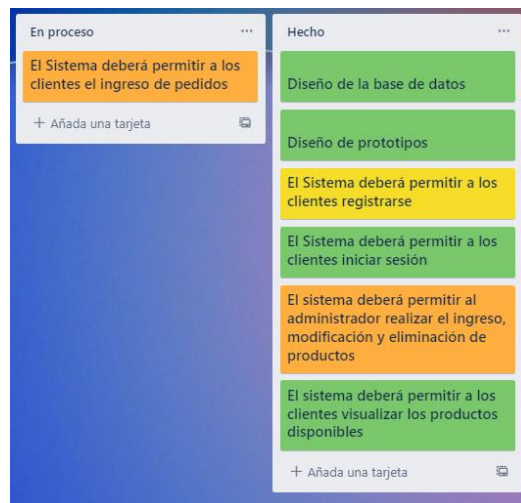 En proceso
El Sistema deberá permitir a los
clientes el ingreso de pedidos
+ Añada una tarjeta
Hecho
Diseño de la base de datos
Diseño de prototipos
El Sistema deberá permitir a los
clientes registrarse
El Sistema deberá permitir a los
clientes iniciar sesión
El sistema deberá permitir al
administrador realizar el ingreso,
modificación y eliminación de
productos
El sistema deberá permitir a los
clientes visualizar los productos
disponibles
+ Añada una tarjeta